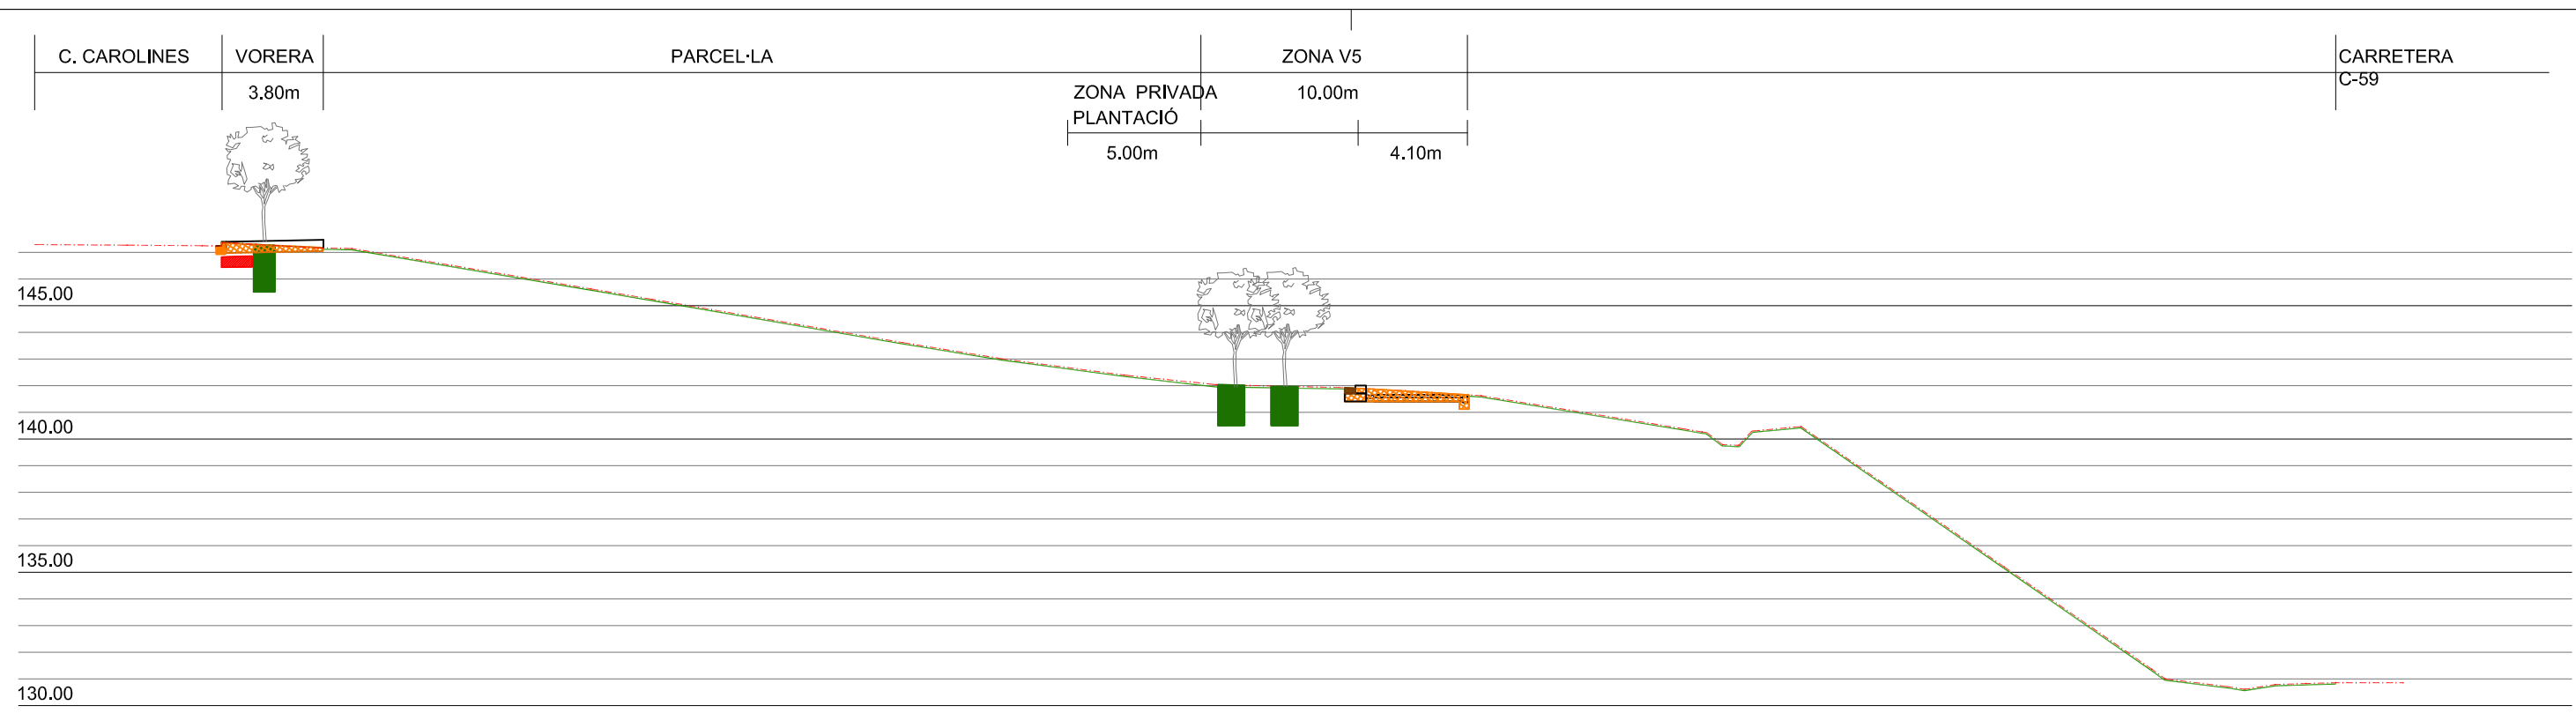 C. CAROLINES
VORERA
PARCEL·LA
ZONA V5
CARRETERA
C-59
3.80m
ZONA PRIVADA
10.00m
PLANTACIÓ
5.00m
4.10m
145.00
140.00
135.00
130.00